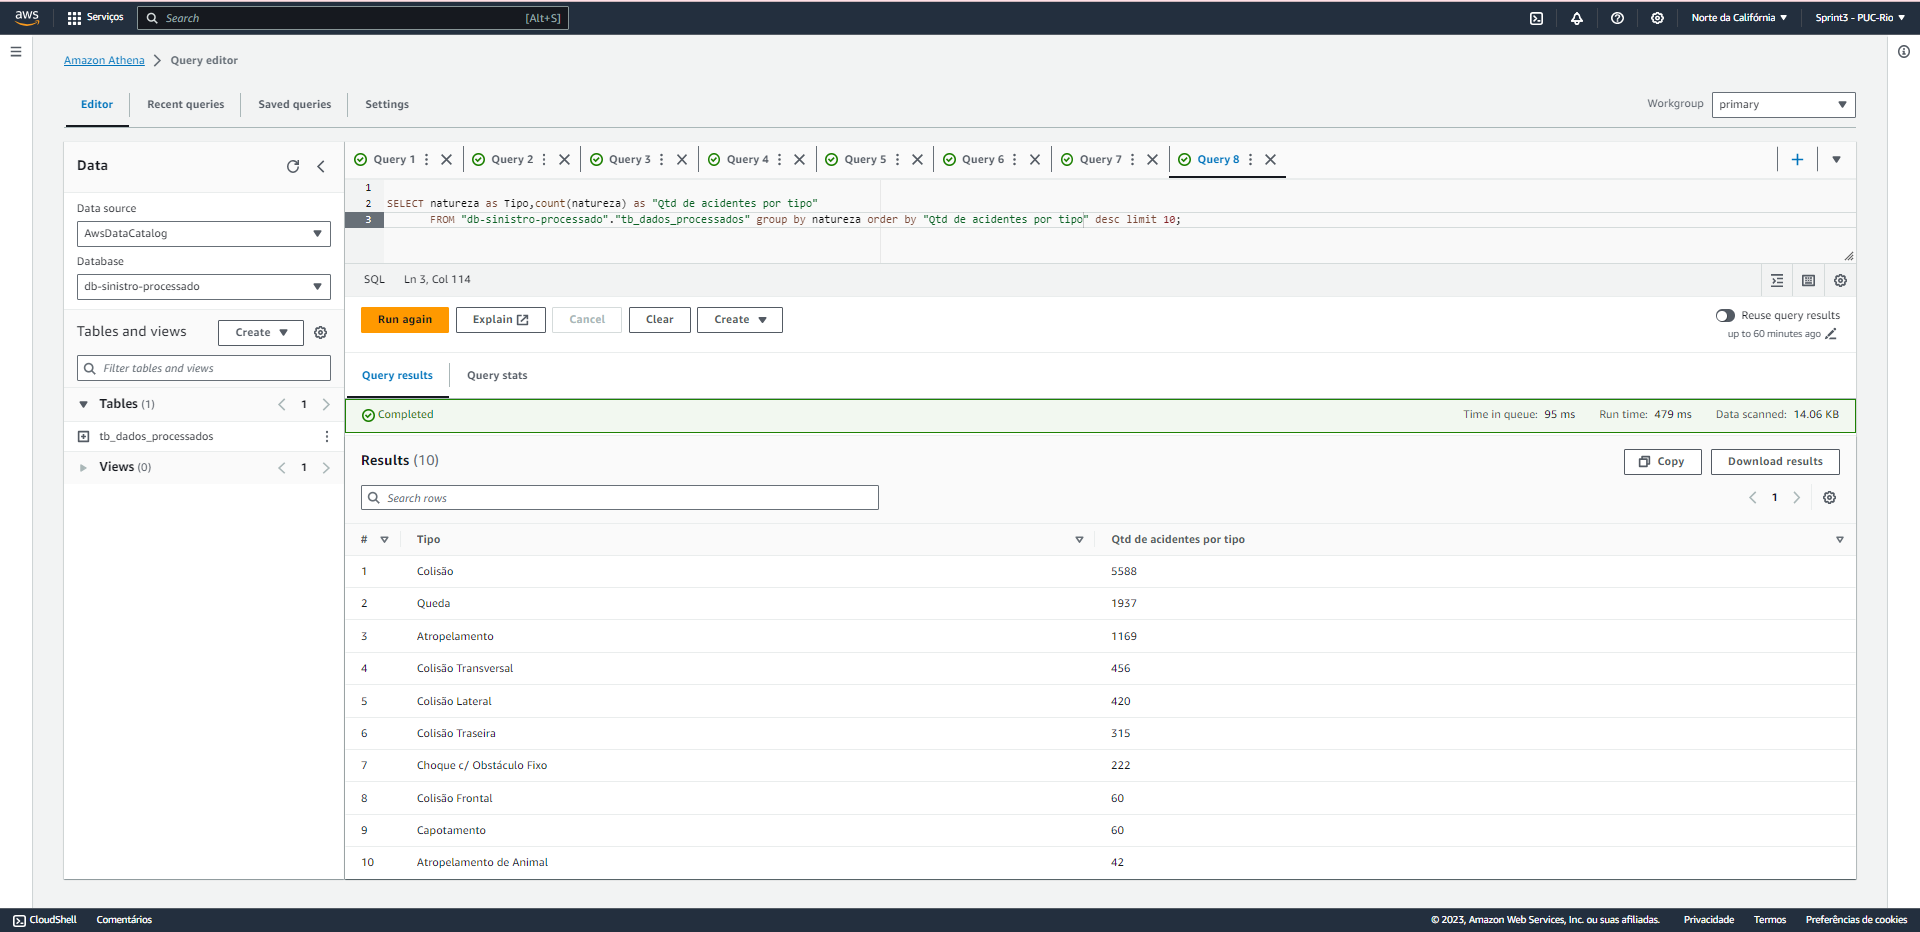 aws Serviços Search [Alt+S] Norte da Califórnia Sprint3 - PUC-Rio
Amazon Athena > Query editor
Editor Recent queries Saved queries Settings Workgroup primary
Data
Data source
AwsDataCatalog
Database
db-sinistro-processado
Tables and views Create
Filter tables and views
Tables (1) < 1 >
tb_dados_processados
Views (0) < 1 >
Query 1 Query 2 Query 3 Query 4 Query 5 Query 6 Query 7 Query 8
1
2 SELECT natureza as Tipo,count(natureza) as "Qtd de acidentes por tipo"
3 FROM "db-sinistro-processado"."tb_dados_processados" group by natureza order by "Qtd de acidentes por tipo" desc limit 10;
SQL Ln 3, Col 114
Run again Explain Cancel Clear Create
Reuse query results
up to 60 minutes ago
Query results Query stats
Completed Time in queue: 95 ms Run time: 479 ms Data scanned: 14.06 KB
Results (10) Copy Download results
Search rows < 1 >
# Tipo Qtd de acidentes por tipo
1 Colisão 5588
2 Queda 1937
3 Atropelamento 1169
4 Colisão Transversal 456
5 Colisão Lateral 420
6 Colisão Traseira 315
7 Choque c/ Obstáculo Fixo 222
8 Colisão Frontal 60
9 Capotamento 60
10 Atropelamento de Animal 42
CloudShell Comentários © 2023, Amazon Web Services, Inc. ou suas afiliadas. Privacidade Termos Preferências de cookies